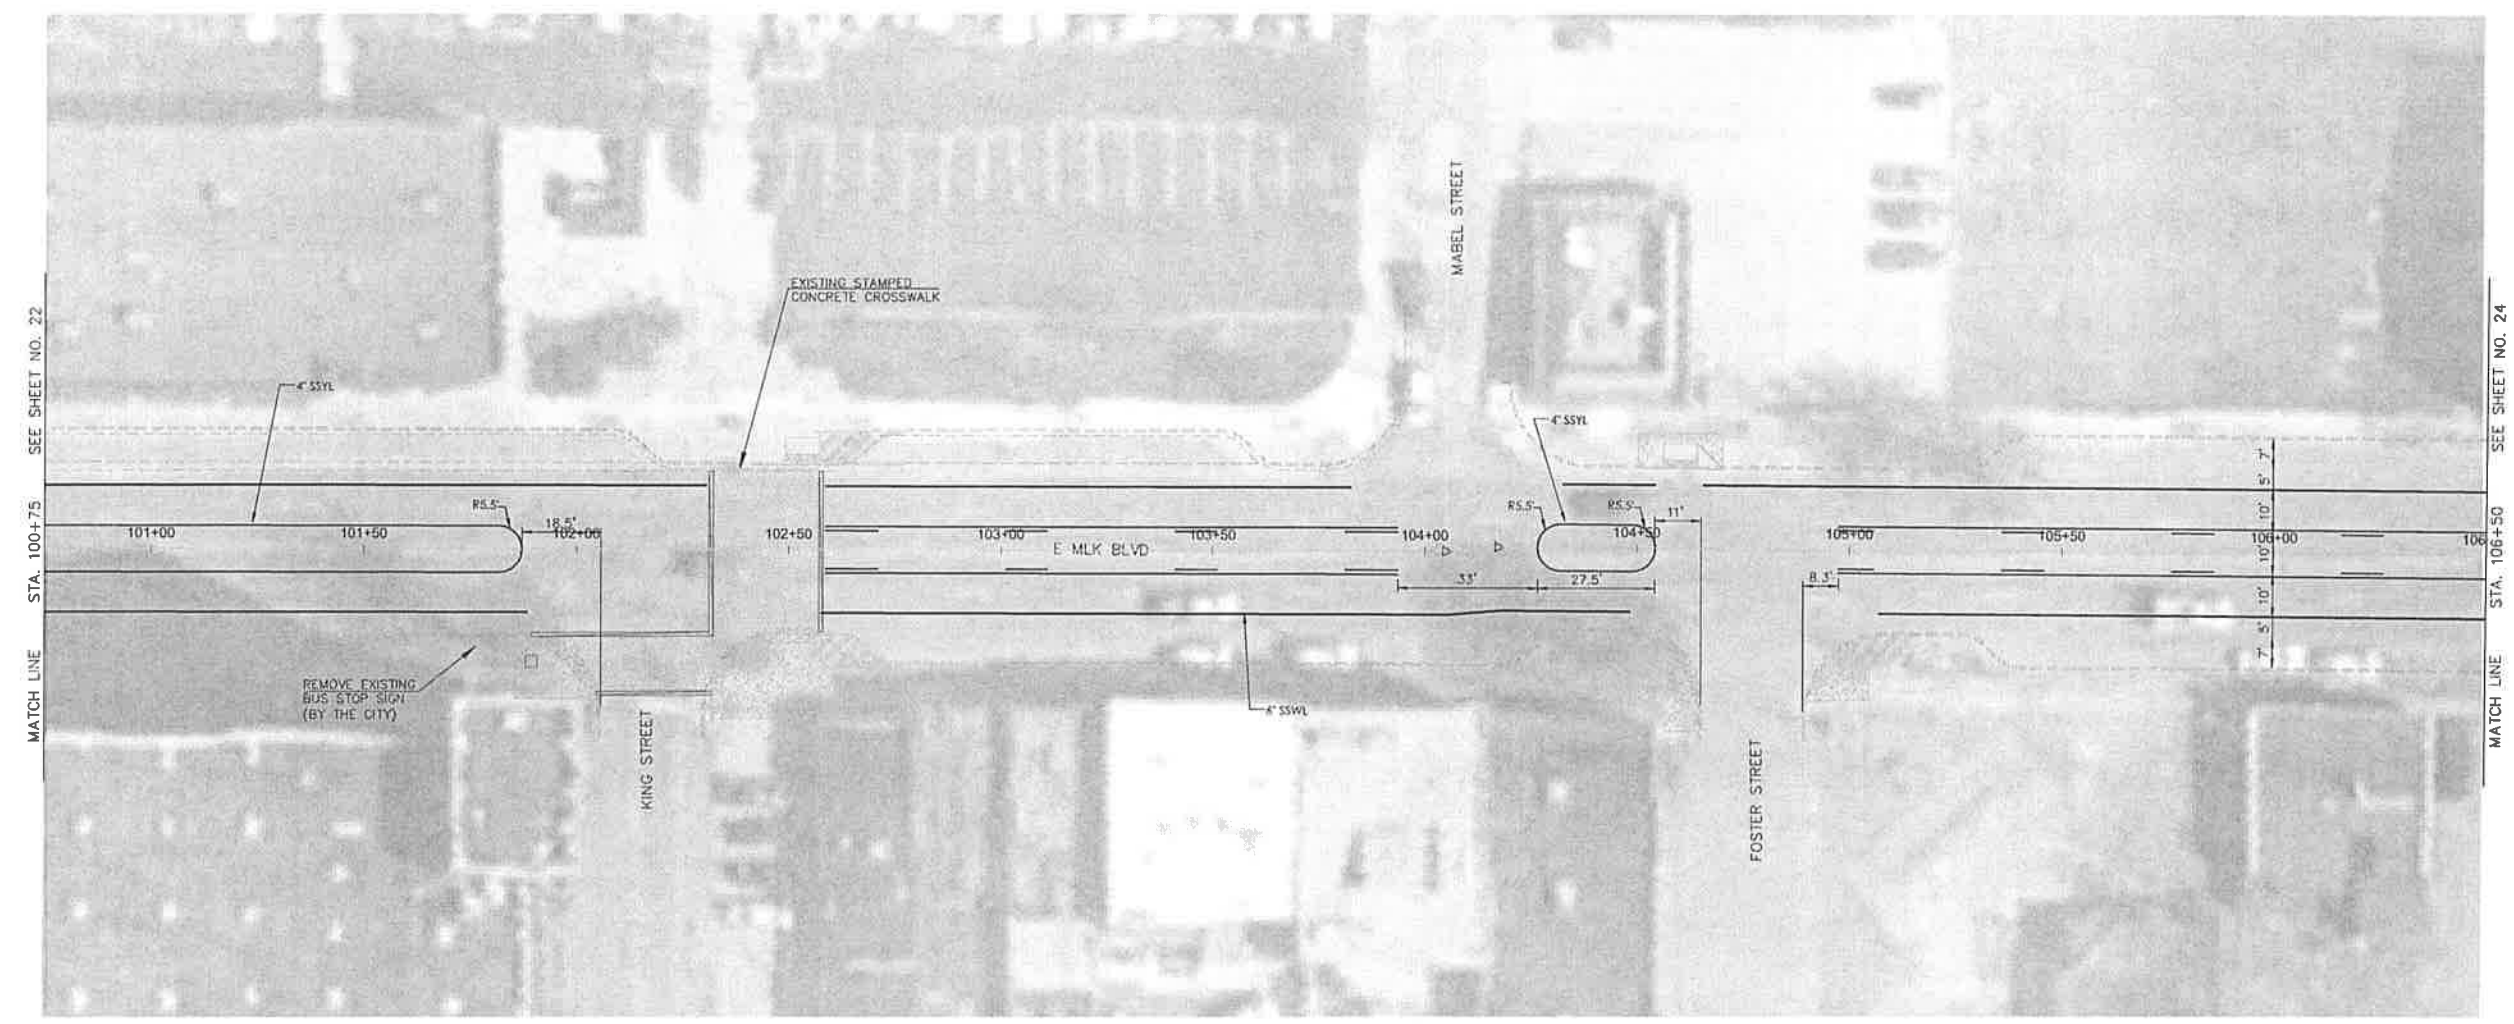 MATCH LINE STA. 100+75 SEE SHEET NO. 22
4" SSYL
EXISTING STAMPED
CONCRETE CROSSWALK
MABEL STREET
4" SSYL
R5.5'
18.5'
R5.5'
R5.5'
11'
101+00
101+50
102+00
102+50
103+00
103+50
104+00
104+50
105+00
105+50
106+00
106
E MLK BLVD
33'
27.5'
8.3'
7'
5'
10'
10'
10'
5'
7'
REMOVE EXISTING
BUS STOP SIGN
(BY THE CITY)
6" SSWL
KING STREET
FOSTER STREET
MATCH LINE STA. 106+50 SEE SHEET NO. 24